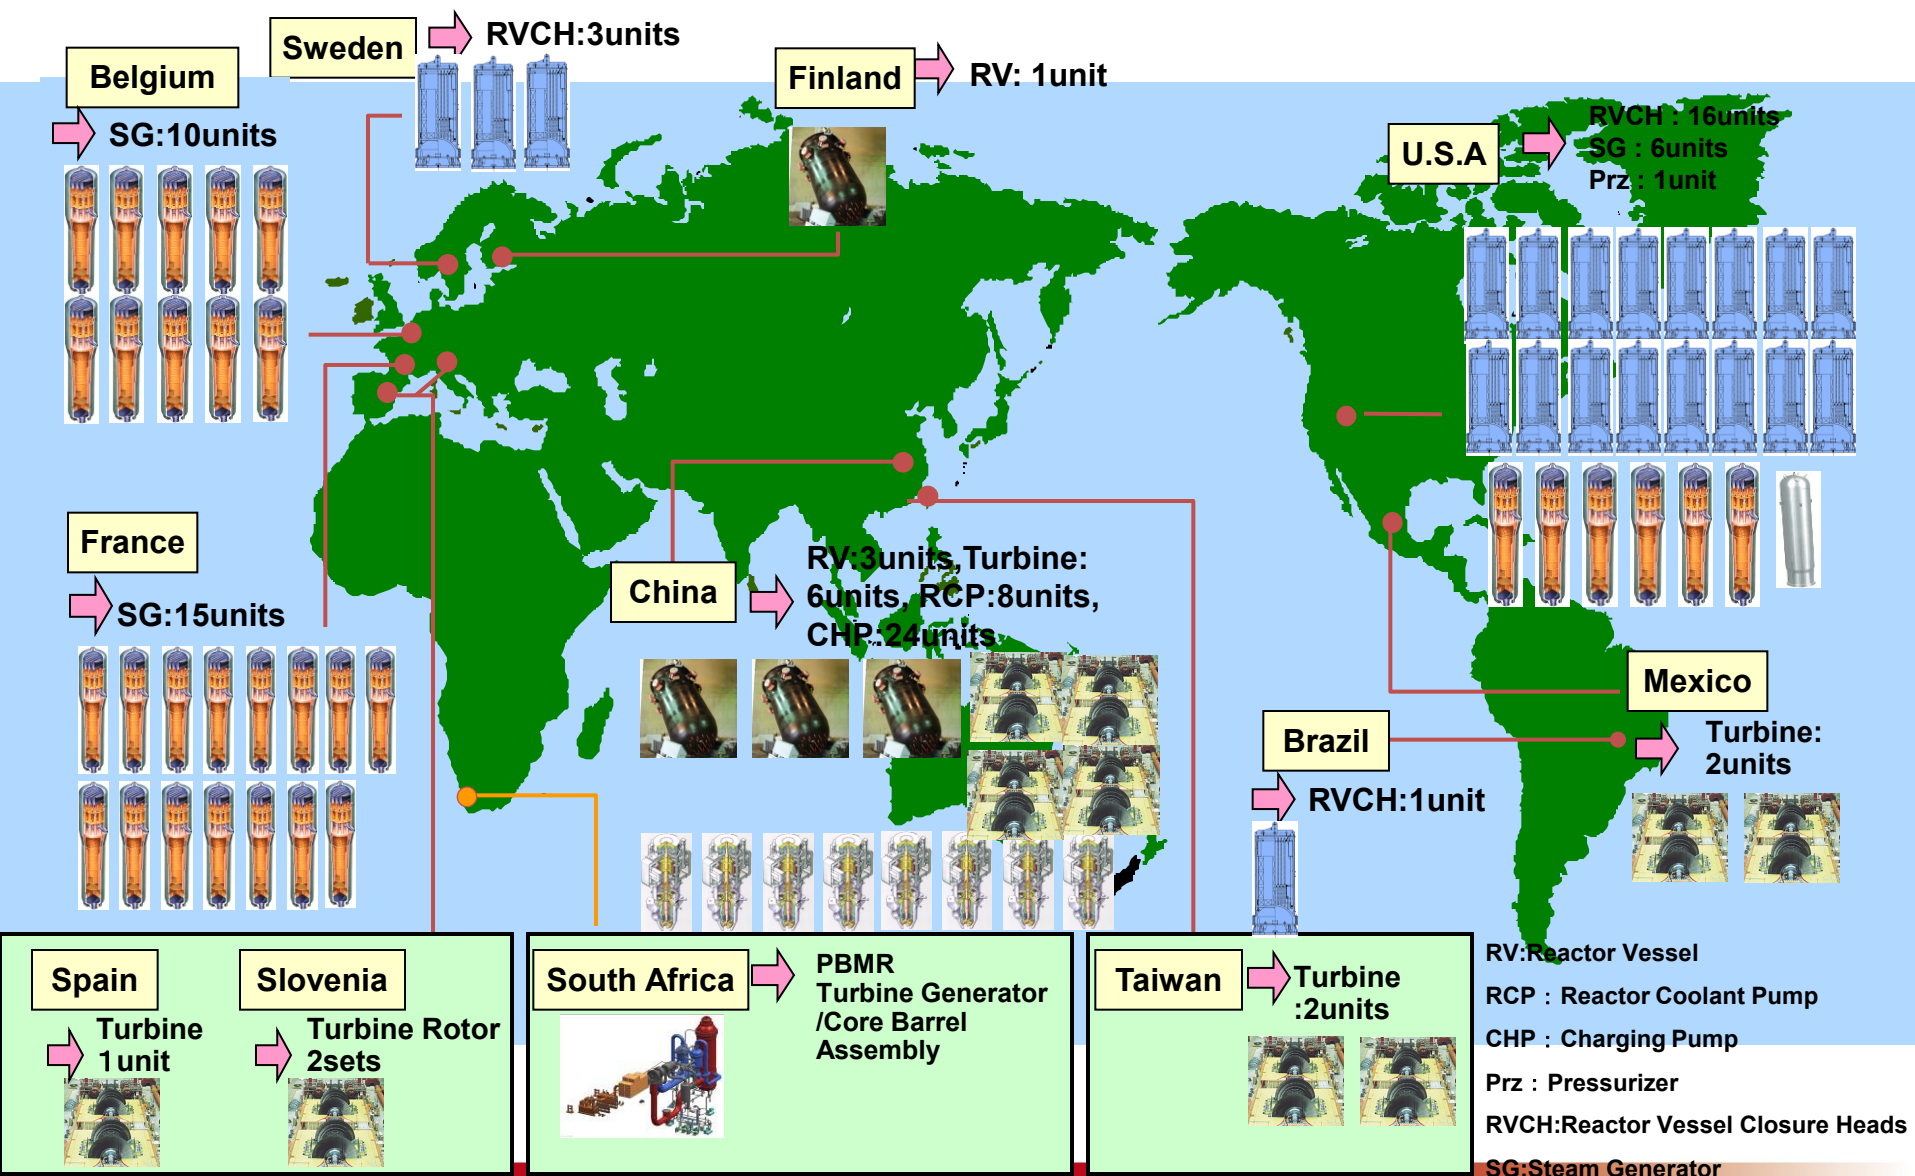 Sweden
RVCH:3units
Belgium
SG:10units
Finland
RV: 1unit
U.S.A
RVCH : 16units
SG : 6units
Prz : 1unit
France
SG:15units
China
RV:3units,Turbine:
6units, RCP:8units,
CHP:24units
Mexico
Turbine:
2units
Brazil
RVCH:1unit
Spain
Turbine
1unit
Slovenia
Turbine Rotor
2sets
South Africa
PBMR
Turbine Generator
/Core Barrel
Assembly
Taiwan
Turbine
:2units
RV:Reactor Vessel
RCP : Reactor Coolant Pump
CHP : Charging Pump
Prz : Pressurizer
RVCH:Reactor Vessel Closure Heads
SG:Steam Generator